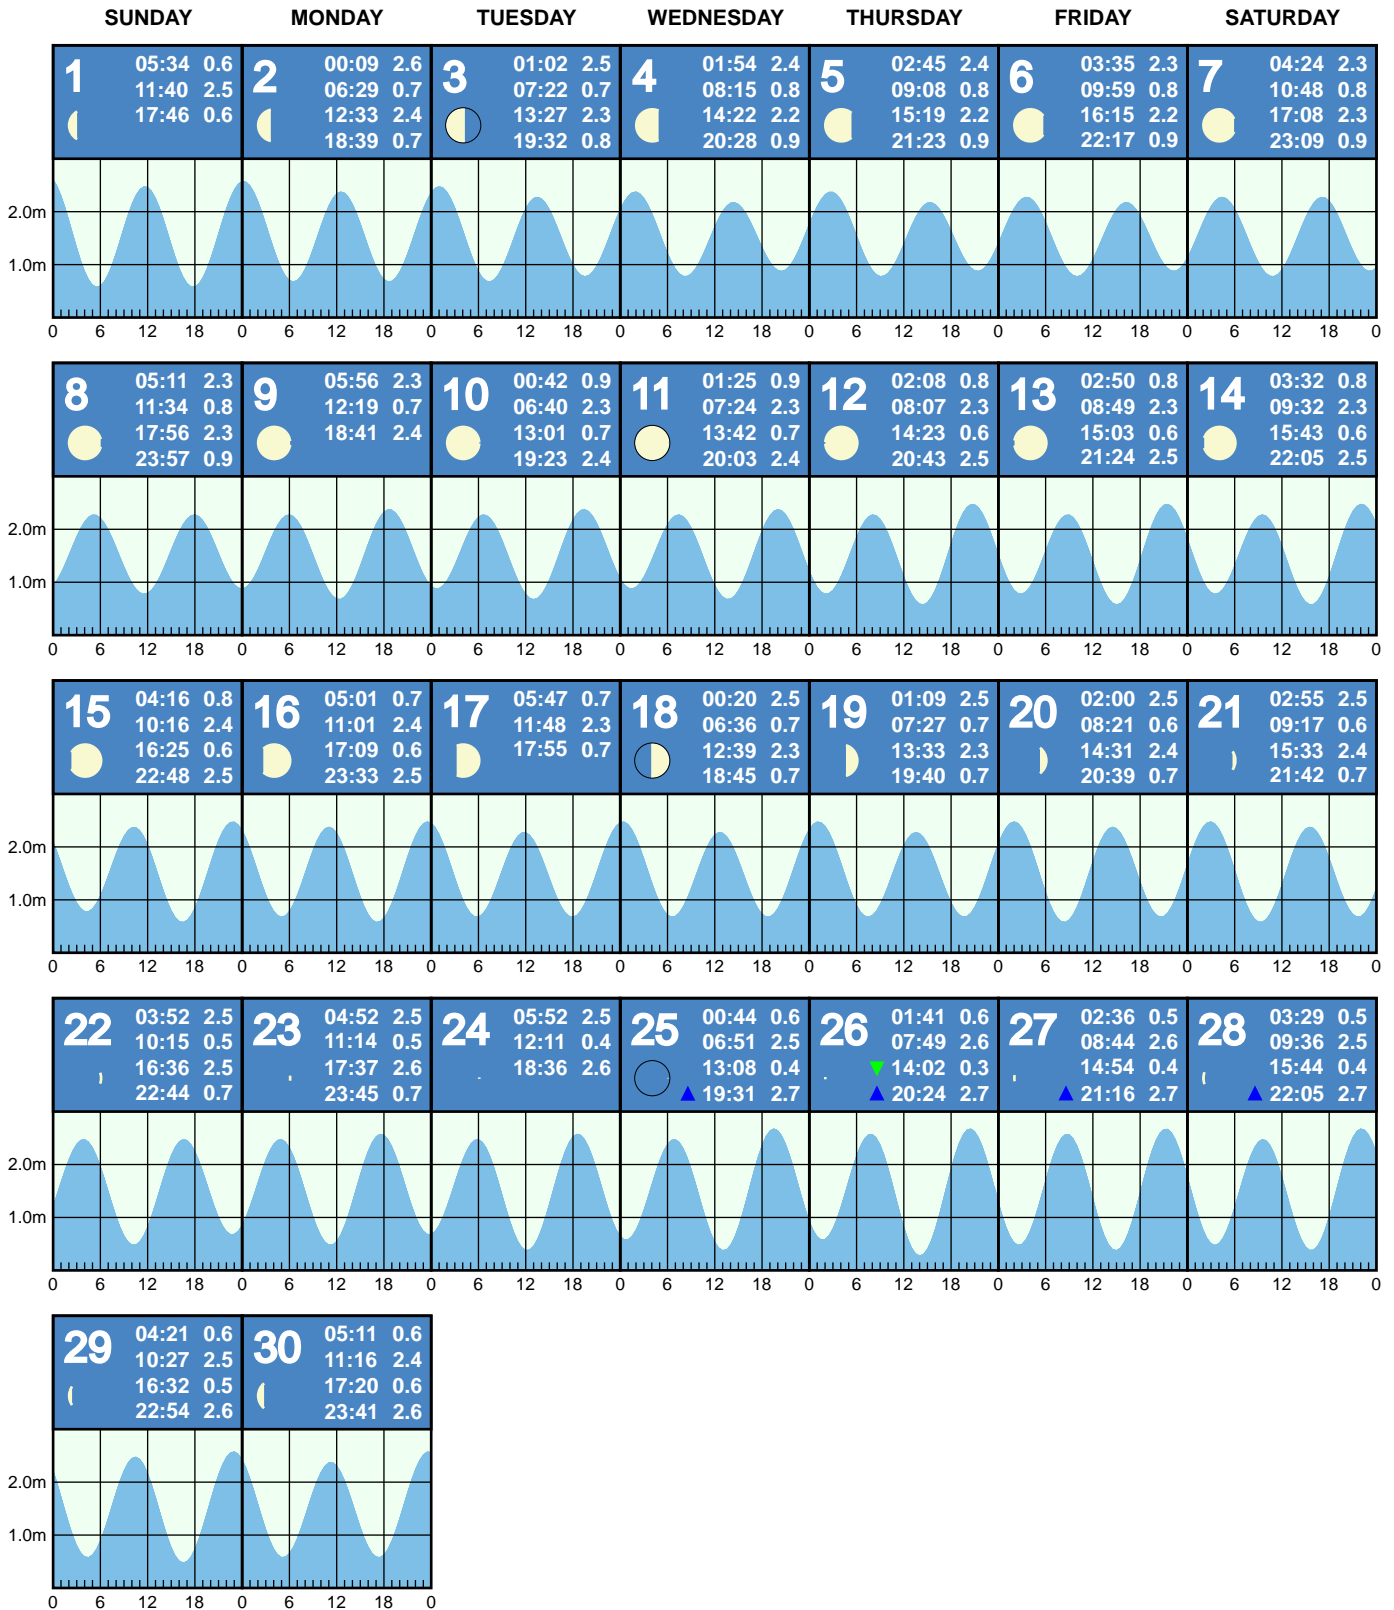 SUNDAY MONDAY TUESDAY WEDNESDAY THURSDAY FRIDAY SATURDAY
1 05:34 0.6
11:40 2.5
17:46 0.6
2 00:09 2.6
06:29 0.7
12:33 2.4
18:39 0.7
3 01:02 2.5
07:22 0.7
13:27 2.3
19:32 0.8
4 01:54 2.4
08:15 0.8
14:22 2.2
20:28 0.9
5 02:45 2.4
09:08 0.8
15:19 2.2
21:23 0.9
6 03:35 2.3
09:59 0.8
16:15 2.2
22:17 0.9
7 04:24 2.3
10:48 0.8
17:08 2.3
23:09 0.9
2.0m
1.0m
0 6 12 18 0 6 12 18 0 6 12 18 0 6 12 18 0 6 12 18 0 6 12 18 0 6 12 18 0
8 05:11 2.3
11:34 0.8
17:56 2.3
23:57 0.9
9 05:56 2.3
12:19 0.7
18:41 2.4
10 00:42 0.9
06:40 2.3
13:01 0.7
19:23 2.4
11 01:25 0.9
07:24 2.3
13:42 0.7
20:03 2.4
12 02:08 0.8
08:07 2.3
14:23 0.6
20:43 2.5
13 02:50 0.8
08:49 2.3
15:03 0.6
21:24 2.5
14 03:32 0.8
09:32 2.3
15:43 0.6
22:05 2.5
2.0m
1.0m
0 6 12 18 0 6 12 18 0 6 12 18 0 6 12 18 0 6 12 18 0 6 12 18 0 6 12 18 0
15 04:16 0.8
10:16 2.4
16:25 0.6
22:48 2.5
16 05:01 0.7
11:01 2.4
17:09 0.6
23:33 2.5
17 05:47 0.7
11:48 2.3
17:55 0.7
18 00:20 2.5
06:36 0.7
12:39 2.3
18:45 0.7
19 01:09 2.5
07:27 0.7
13:33 2.3
19:40 0.7
20 02:00 2.5
08:21 0.6
14:31 2.4
20:39 0.7
21 02:55 2.5
09:17 0.6
15:33 2.4
21:42 0.7
2.0m
1.0m
0 6 12 18 0 6 12 18 0 6 12 18 0 6 12 18 0 6 12 18 0 6 12 18 0 6 12 18 0
22 03:52 2.5
10:15 0.5
16:36 2.5
22:44 0.7
23 04:52 2.5
11:14 0.5
17:37 2.6
23:45 0.7
24 05:52 2.5
12:11 0.4
18:36 2.6
25 00:44 0.6
06:51 2.5
13:08 0.4
19:31 2.7
26 01:41 0.6
07:49 2.6
14:02 0.3
20:24 2.7
27 02:36 0.5
08:44 2.6
14:54 0.4
21:16 2.7
28 03:29 0.5
09:36 2.5
15:44 0.4
22:05 2.7
2.0m
1.0m
0 6 12 18 0 6 12 18 0 6 12 18 0 6 12 18 0 6 12 18 0 6 12 18 0 6 12 18 0
29 04:21 0.6
10:27 2.5
16:32 0.5
22:54 2.6
30 05:11 0.6
11:16 2.4
17:20 0.6
23:41 2.6
2.0m
1.0m
0 6 12 18 0 6 12 18 0